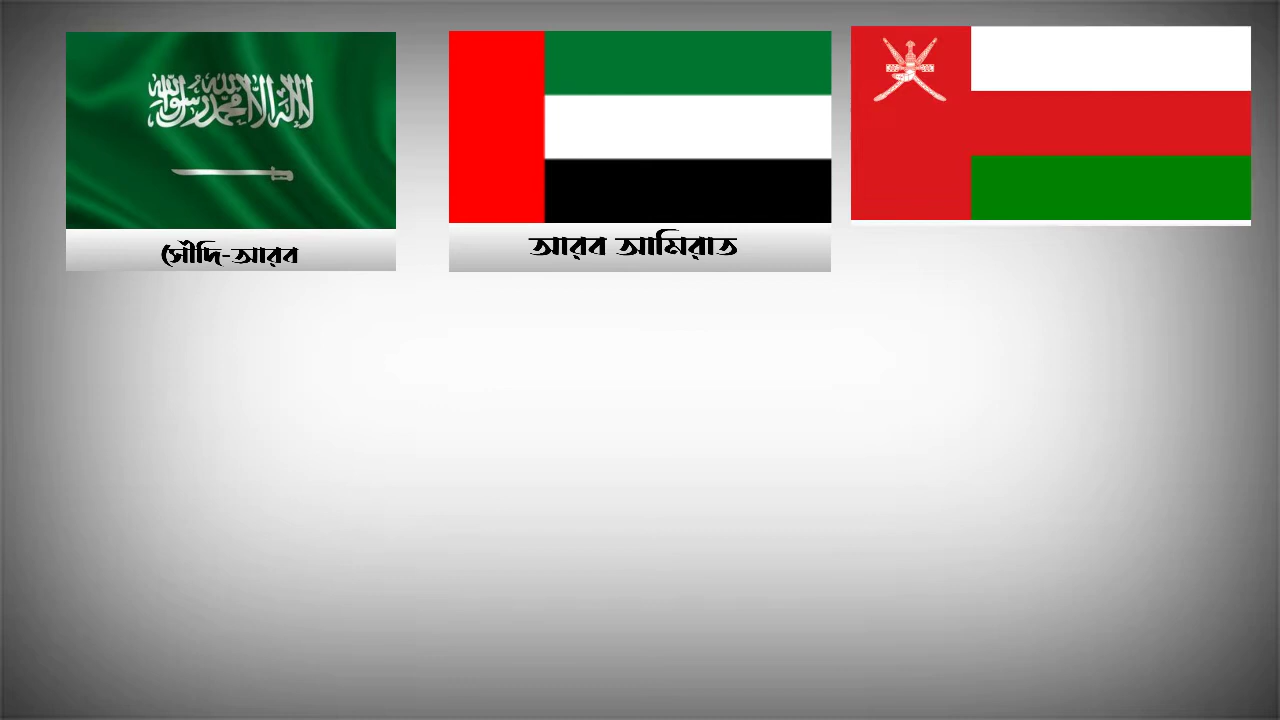 لا إله إلا الله محمد رسول الله
সৌদি-আরব
আরব আমিরাত